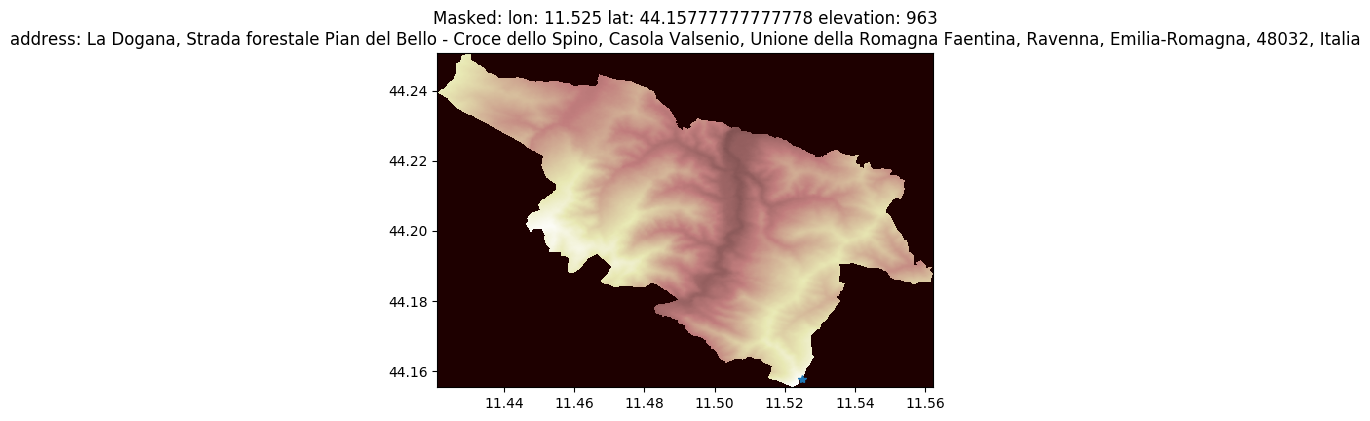 Masked: lon: 11.525 lat: 44.15777777777778 elevation: 963
address: La Dogana, Strada forestale Pian del Bello - Croce dello Spino, Casola Valsenio, Unione della Romagna Faentina, Ravenna, Emilia-Romagna, 48032, Italia
44.24
44.22
44.20
44.18
44.16
11.44 11.46 11.48 11.50 11.52 11.54 11.56